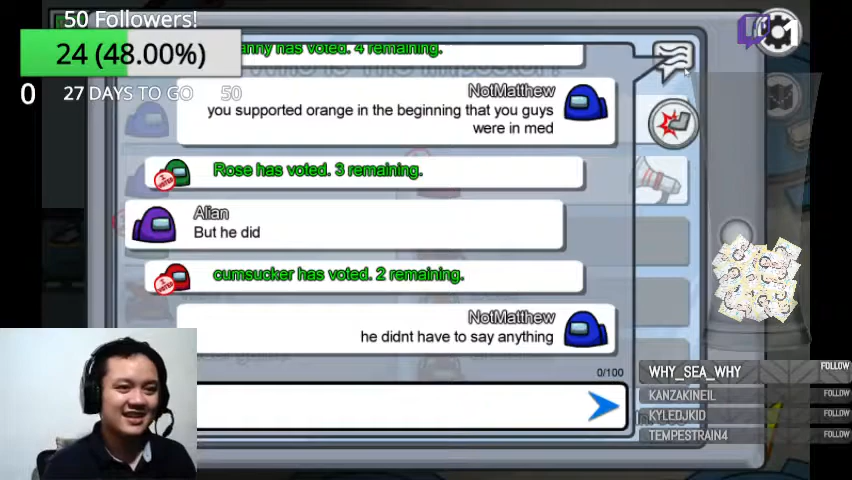 50 Followers!
24 (48.00%)
0 27 DAYS TO GO 50
anny has voted. 4 remaining.
NotMatthew
you supported orange in the beginning that you guys
were in med
Rose has voted. 3 remaining.
Alian
But he did
cumsucker has voted. 2 remaining.
NotMatthew
he didnt have to say anything
0/100
WHY_SEA_WHY FOLLOW
KANZAKINEIL FOLLOW
KYLEDJKID FOLLOW
TEMPESTRAIN4 FOLLOW